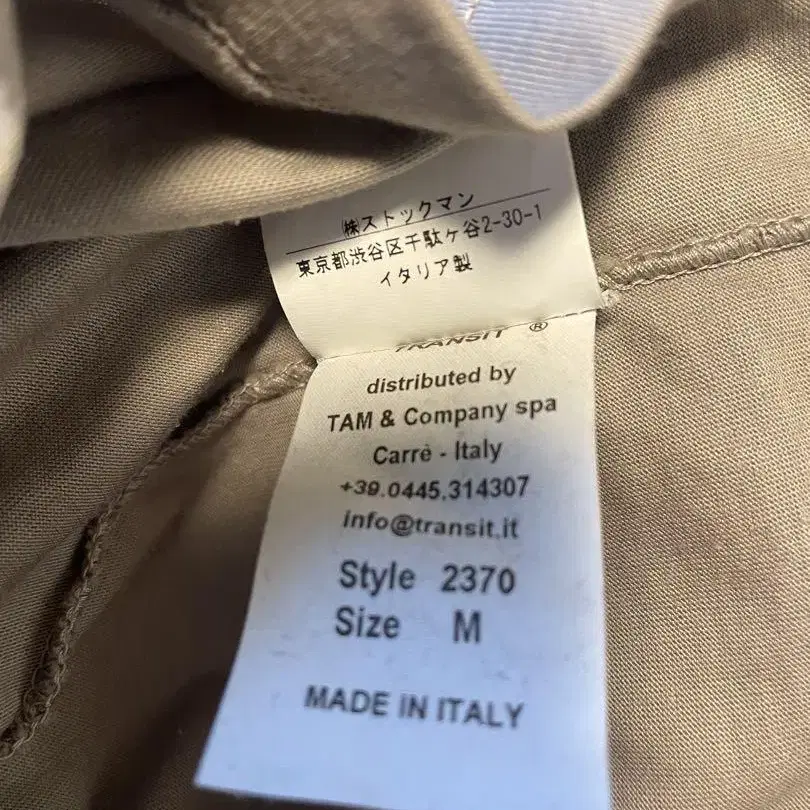 ㈱ストックマン
東京都渋谷区千駄ヶ谷2-30-1
イタリア製
TRANSIT ®
distributed by
TAM & Company spa
Carrè - Italy
+39.0445.314307
info@transit.it
Style 2370
Size M
MADE IN ITALY